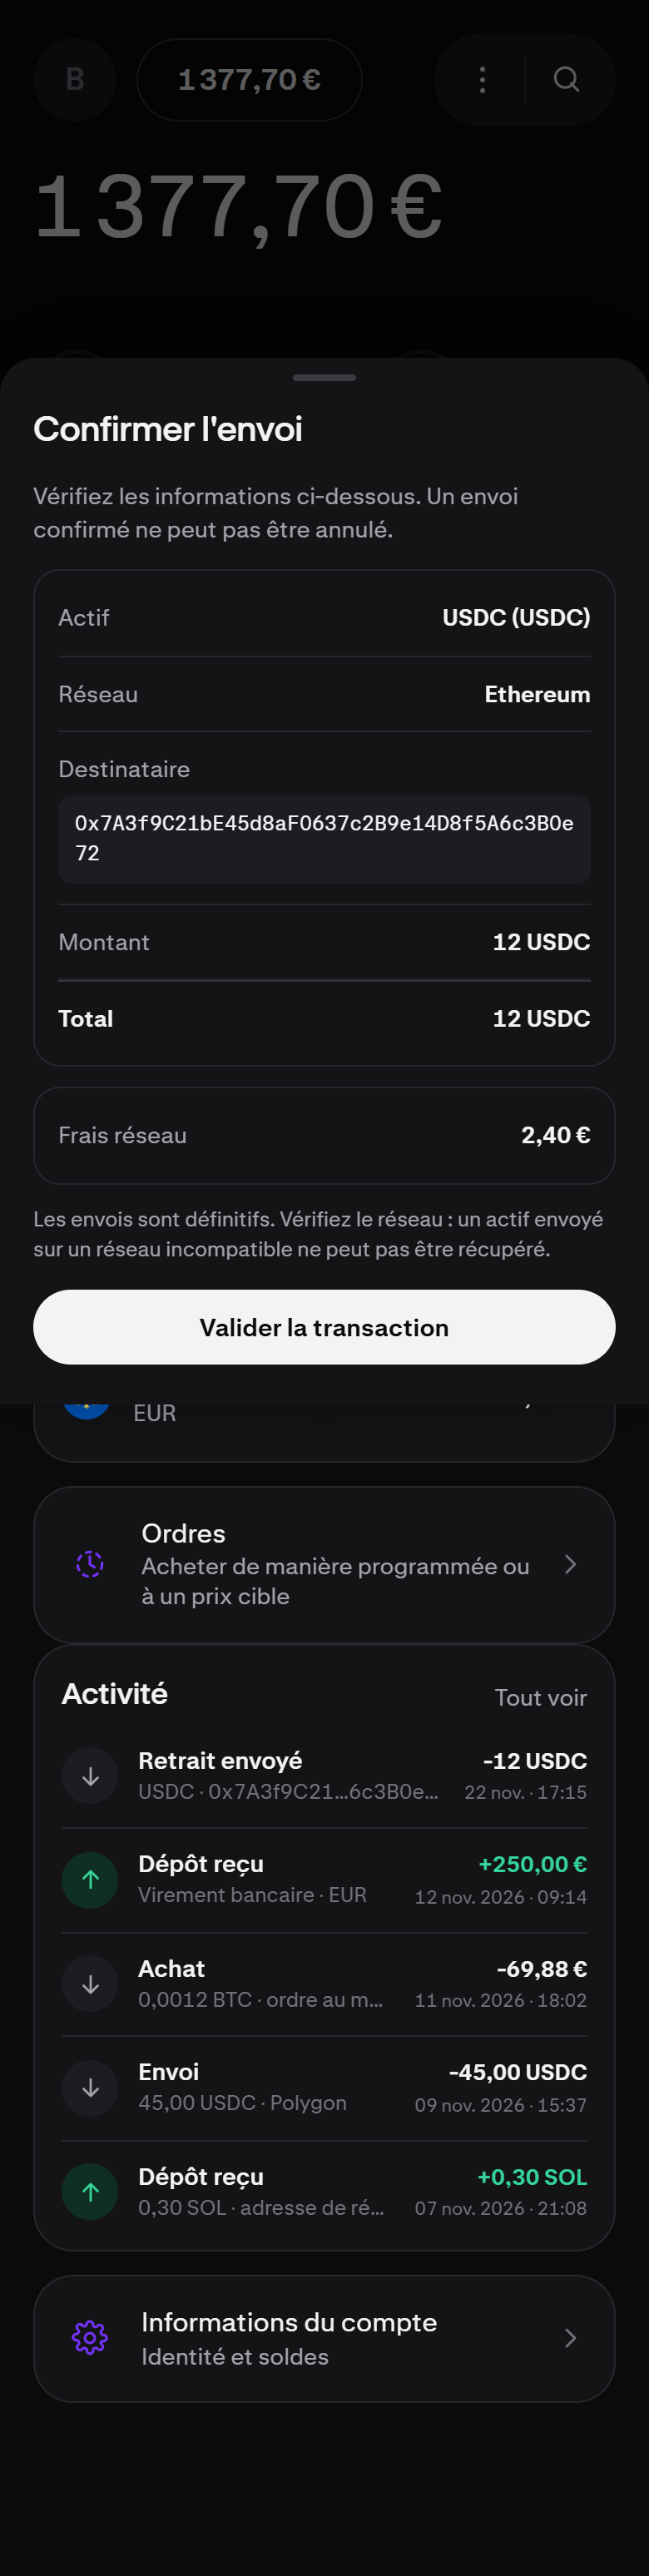 B
1 377,70 €
1 377,70 €
Confirmer l'envoi
Vérifiez les informations ci-dessous. Un envoi
confirmé ne peut pas être annulé.
Actif
USDC (USDC)
Réseau
Ethereum
Destinataire
0x7A3f9C21bE45d8aF0637c2B9e14D8f5A6c3B0e
72
Montant
12 USDC
Total
12 USDC
Frais réseau
2,40 €
Les envois sont définitifs. Vérifiez le réseau : un actif envoyé
sur un réseau incompatible ne peut pas être récupéré.
Valider la transaction
EUR
Ordres
Acheter de manière programmée ou
à un prix cible
Activité
Tout voir
Retrait envoyé
-12 USDC
USDC · 0x7A3f9C21…6c3B0e...
22 nov. · 17:15
Dépôt reçu
+250,00 €
Virement bancaire · EUR
12 nov. 2026 · 09:14
Achat
-69,88 €
0,0012 BTC · ordre au m...
11 nov. 2026 · 18:02
Envoi
-45,00 USDC
45,00 USDC · Polygon
09 nov. 2026 · 15:37
Dépôt reçu
+0,30 SOL
0,30 SOL · adresse de ré...
07 nov. 2026 · 21:08
Informations du compte
Identité et soldes